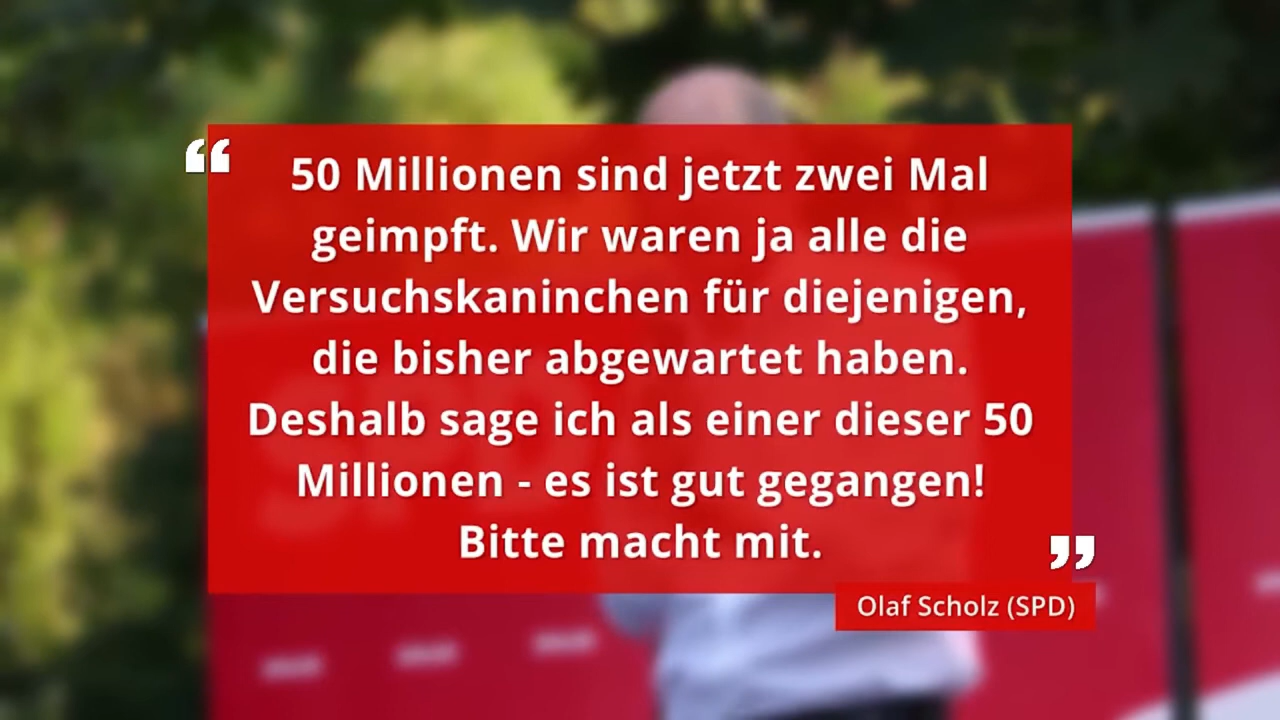 “
50 Millionen sind jetzt zwei Mal
geimpft. Wir waren ja alle die
Versuchskaninchen für diejenigen,
die bisher abgewartet haben.
Deshalb sage ich als einer dieser 50
Millionen - es ist gut gegangen!
Bitte macht mit.
”
Olaf Scholz (SPD)